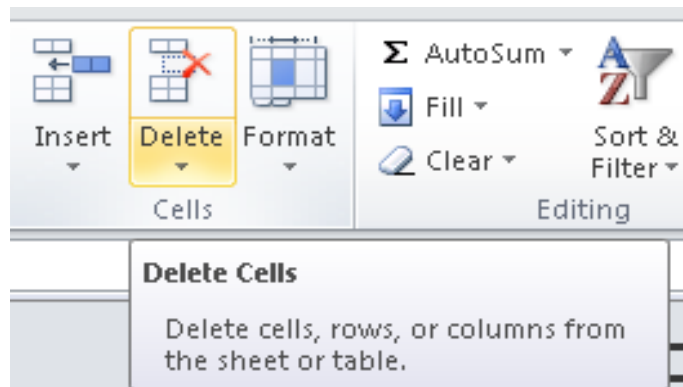 Σ AutoSum
Fill
Clear
A
Z
Insert
Delete
Format
Sort &
Filter
Cells
Editing
Delete Cells
Delete cells, rows, or columns from
the sheet or table.